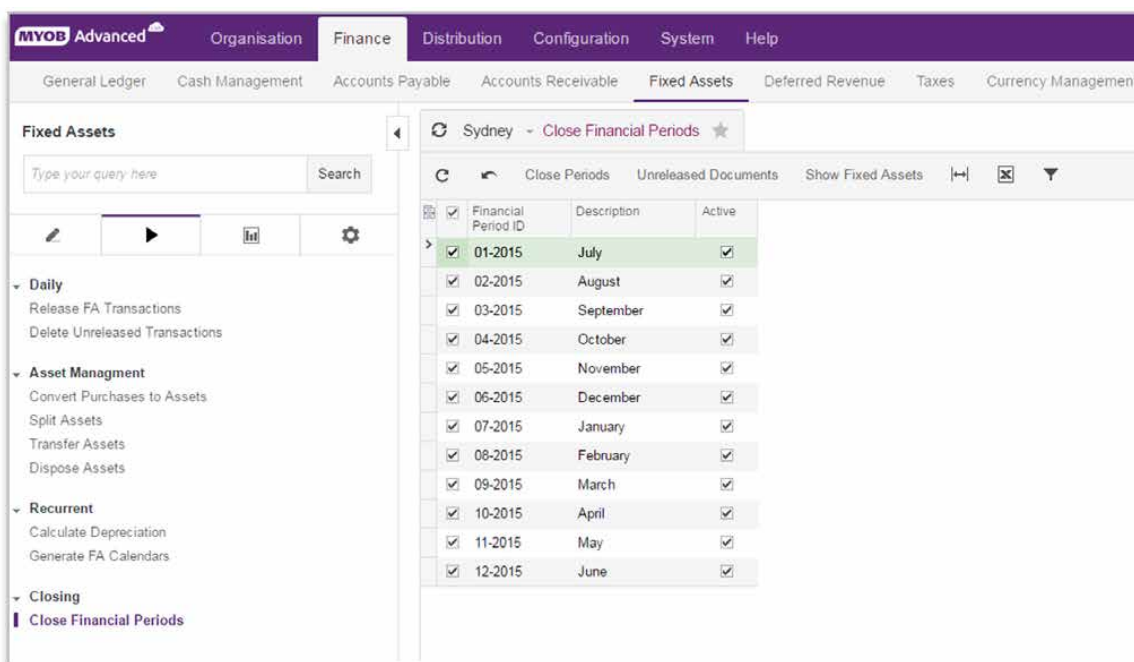 MYOB Advanced
Organisation Finance Distribution Configuration System Help
General Ledger Cash Management Accounts Payable Accounts Receivable Fixed Assets Deferred Revenue Taxes Currency Managemen
Fixed Assets
Type your query here Search
Daily
Release FA Transactions
Delete Unreleased Transactions
Asset Managment
Convert Purchases to Assets
Split Assets
Transfer Assets
Dispose Assets
Recurrent
Calculate Depreciation
Generate FA Calendars
Closing
Close Financial Periods
Sydney - Close Financial Periods
Close Periods Unreleased Documents Show Fixed Assets
Financial Period ID Description Active
01-2015 July
02-2015 August
03-2015 September
04-2015 October
05-2015 November
06-2015 December
07-2015 January
08-2015 February
09-2015 March
10-2015 April
11-2015 May
12-2015 June